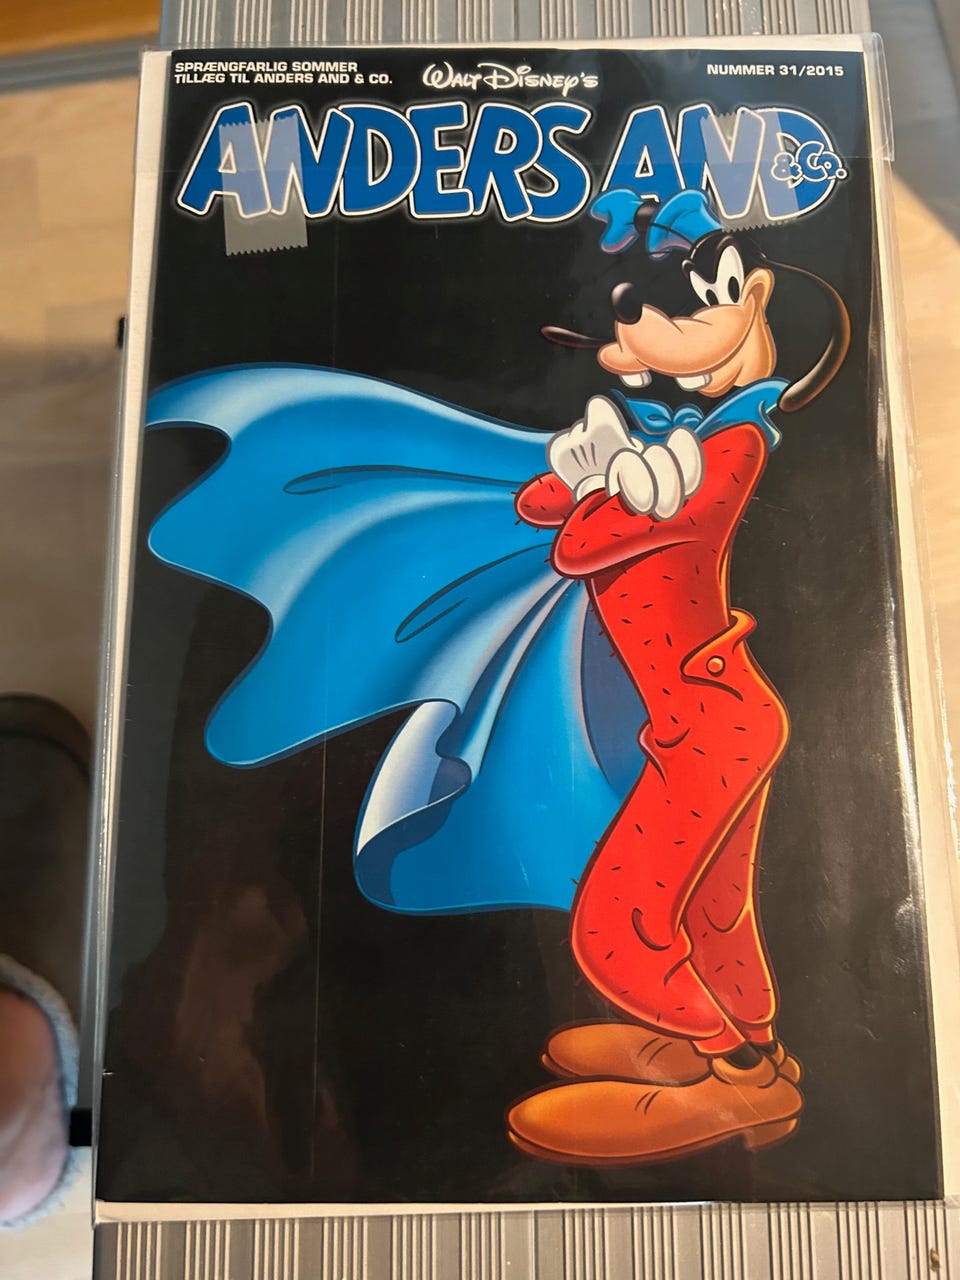 SPRÆNGFARLIG SOMMER
TILLÆG TIL ANDERS AND & CO.
WALT DISNEY'S
NUMMER 31/2015
ANDERS AND
& Co.